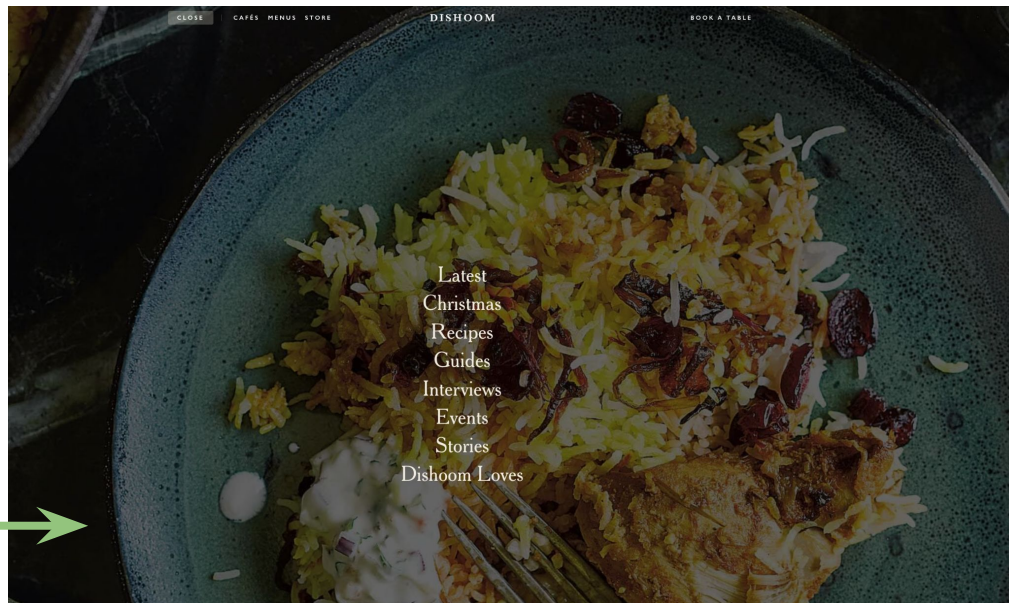 CLOSE CAFÉS MENUS STORE DISHOOM BOOK A TABLE
Latest
Christmas
Recipes
Guides
Interviews
Events
Stories
Dishoom Loves